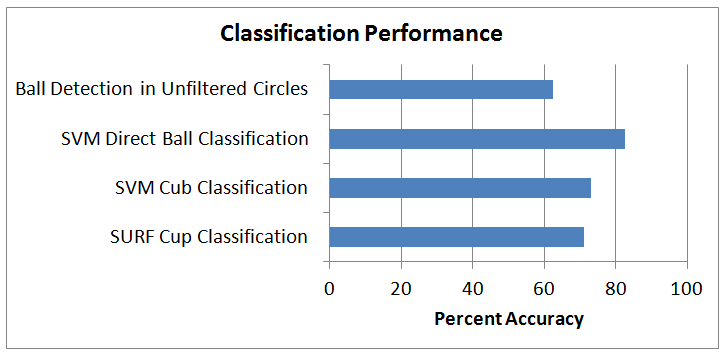 Classification Performance
Ball Detection in Unfiltered Circles
SVM Direct Ball Classification
SVM Cub Classification
SURF Cup Classification
0 20 40 60 80 100
Percent Accuracy